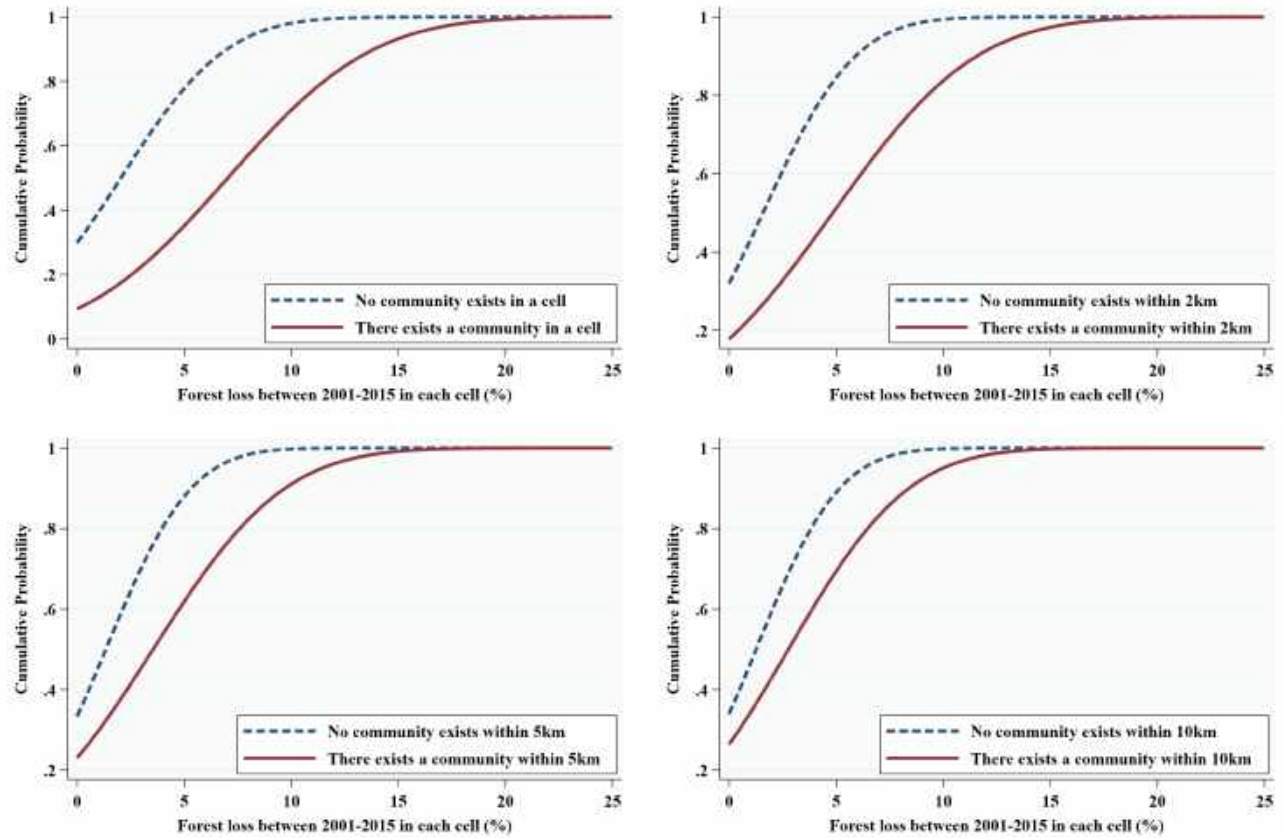 Cumulative Probability
1
.8
.6
.4
.2
0
No community exists in a cell
There exists a community in a cell
0 5 10 15 20 25
Forest loss between 2001-2015 in each cell (%)
Cumulative Probability
1
.8
.6
.4
.2
No community exists within 2km
There exists a community within 2km
0 5 10 15 20 25
Forest loss between 2001-2015 in each cell (%)
Cumulative Probability
1
.8
.6
.4
.2
No community exists within 5km
There exists a community within 5km
0 5 10 15 20 25
Forest loss between 2001-2015 in each cell (%)
Cumulative Probability
1
.8
.6
.4
.2
No community exists within 10km
There exists a community within 10km
0 5 10 15 20 25
Forest loss between 2001-2015 in each cell (%)